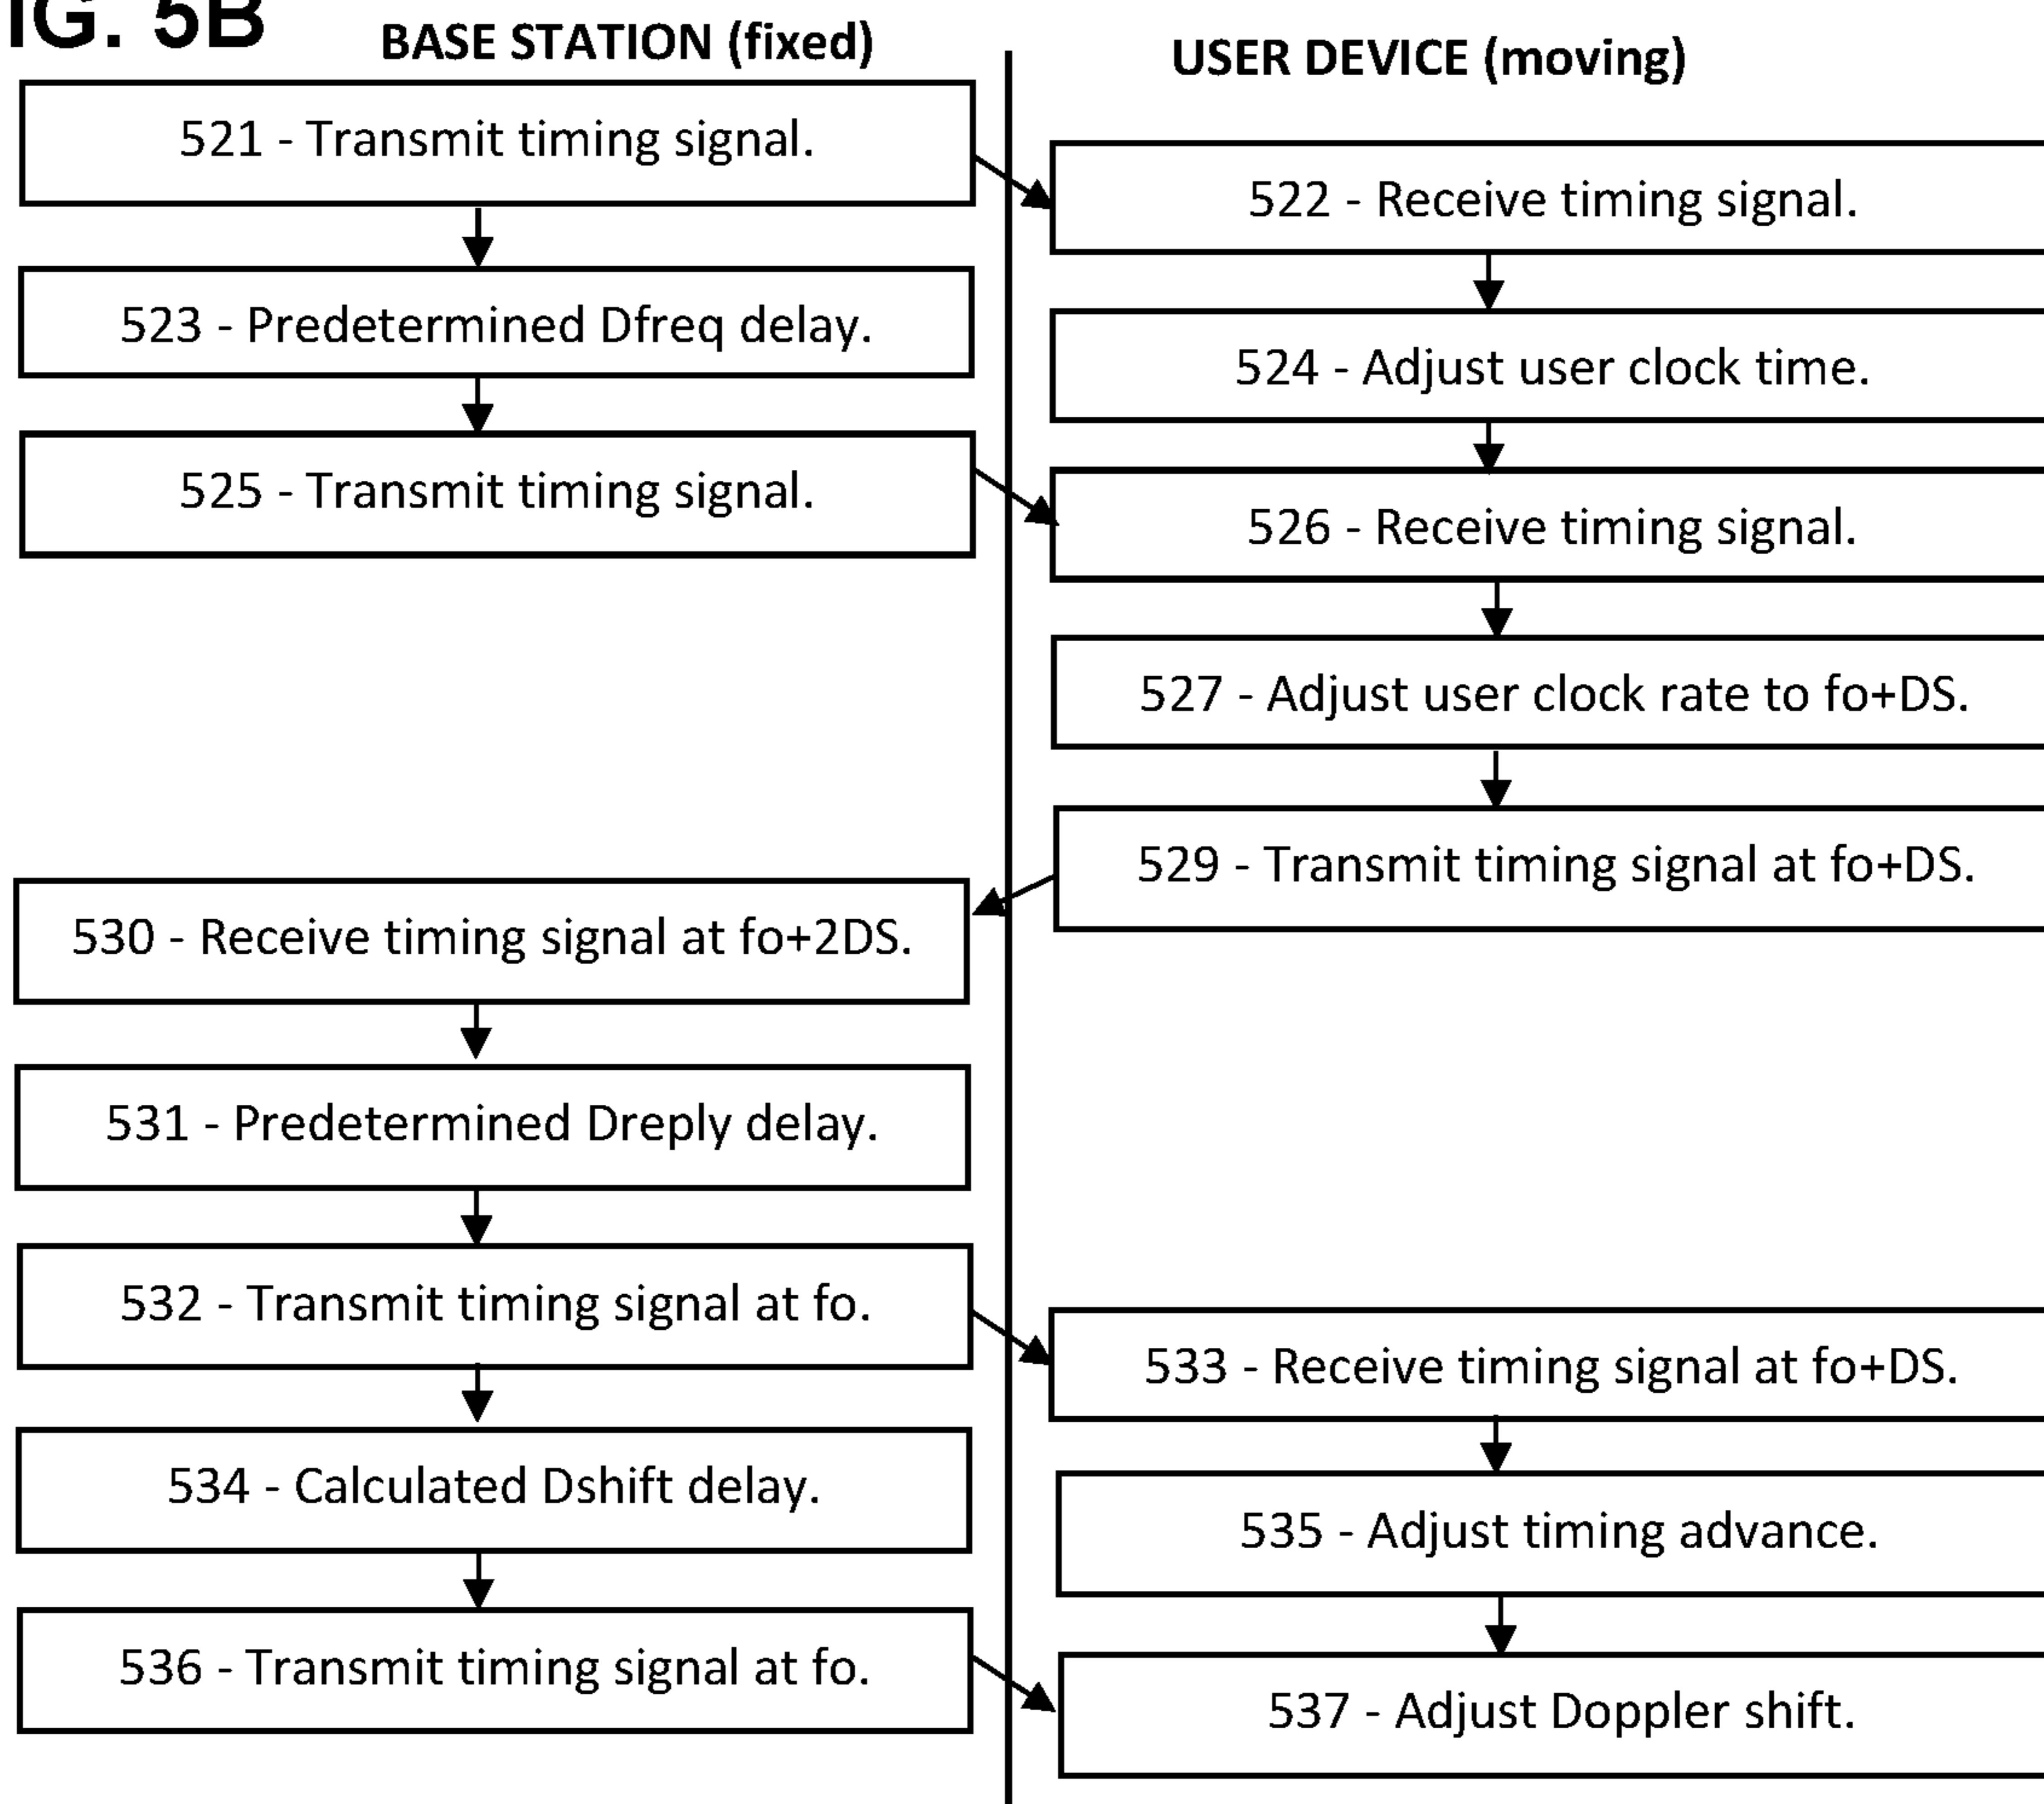 IG. 5B
BASE STATION (fixed)
USER DEVICE (moving)
521 - Transmit timing signal.
522 - Receive timing signal.
523 - Predetermined Dfreq delay.
524 - Adjust user clock time.
525 - Transmit timing signal.
526 - Receive timing signal.
527 - Adjust user clock rate to fo+DS.
529 - Transmit timing signal at fo+DS.
530 - Receive timing signal at fo+2DS.
531 - Predetermined Dreply delay.
532 - Transmit timing signal at fo.
533 - Receive timing signal at fo+DS.
534 - Calculated Dshift delay.
535 - Adjust timing advance.
536 - Transmit timing signal at fo.
537 - Adjust Doppler shift.